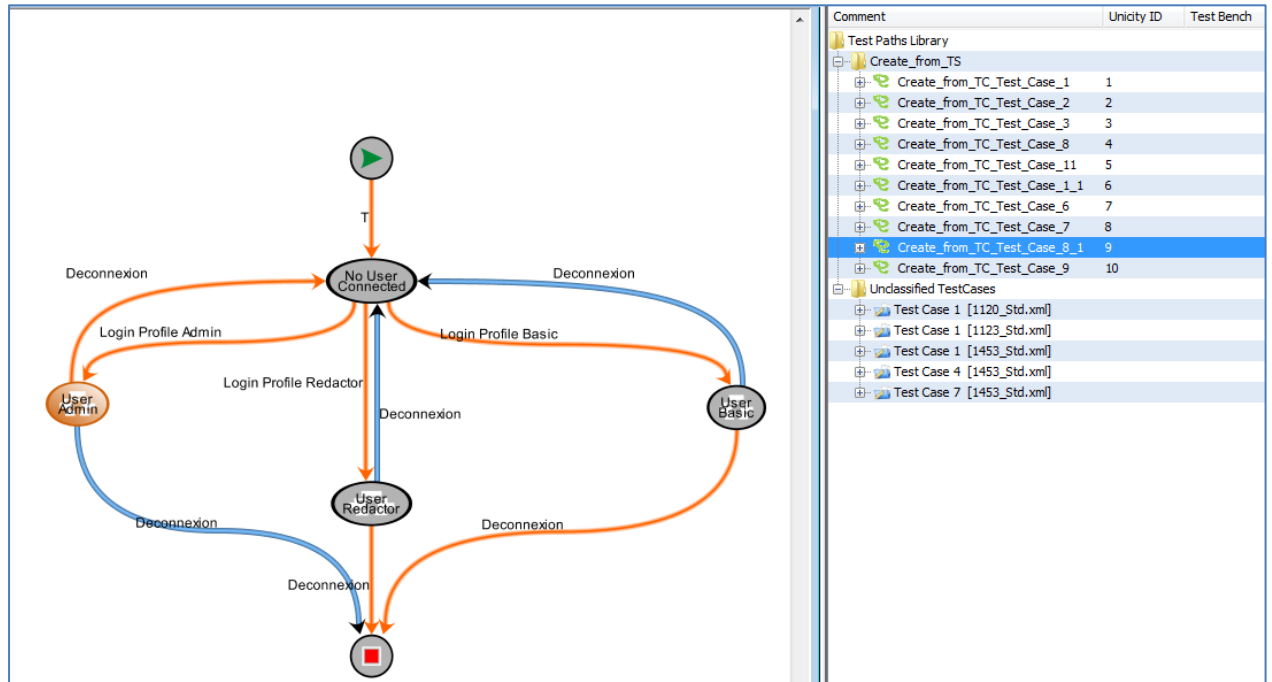 T
No User
Connected
Deconnexion
Deconnexion
Login Profile Admin
Login Profile Basic
Login Profile Redactor
User
Admin
User
Basic
Deconnexion
User
Redactor
Deconnexion
Deconnexion
Deconnexion
Comment Unicity ID Test Bench
Test Paths Library
Create_from_TS
Create_from_TC_Test_Case_1 1
Create_from_TC_Test_Case_2 2
Create_from_TC_Test_Case_3 3
Create_from_TC_Test_Case_8 4
Create_from_TC_Test_Case_11 5
Create_from_TC_Test_Case_1_1 6
Create_from_TC_Test_Case_6 7
Create_from_TC_Test_Case_7 8
Create_from_TC_Test_Case_8_1 9
Create_from_TC_Test_Case_9 10
Unclassified TestCases
Test Case 1 [1120_Std.xml]
Test Case 1 [1123_Std.xml]
Test Case 1 [1453_Std.xml]
Test Case 4 [1453_Std.xml]
Test Case 7 [1453_Std.xml]